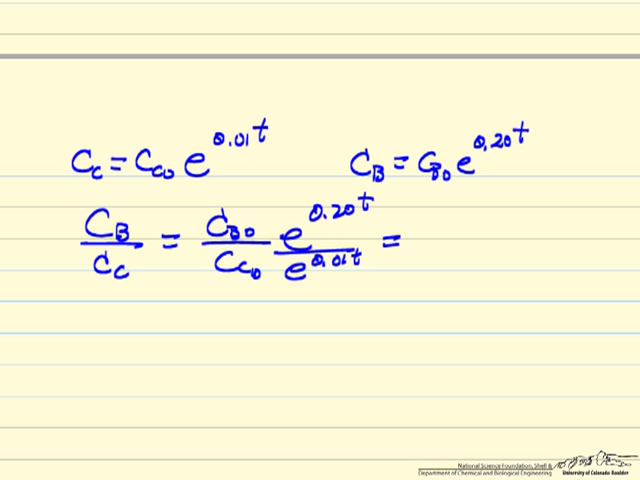 C_C = C_C0 e^0.01t    C_B = C_B0 e^0.20t
C_B/C_C = C_B0/C_C0 e^0.20t/e^0.01t =
National Science Foundation, Shell &
Department of Chemical and Biological Engineering University of Colorado Boulder